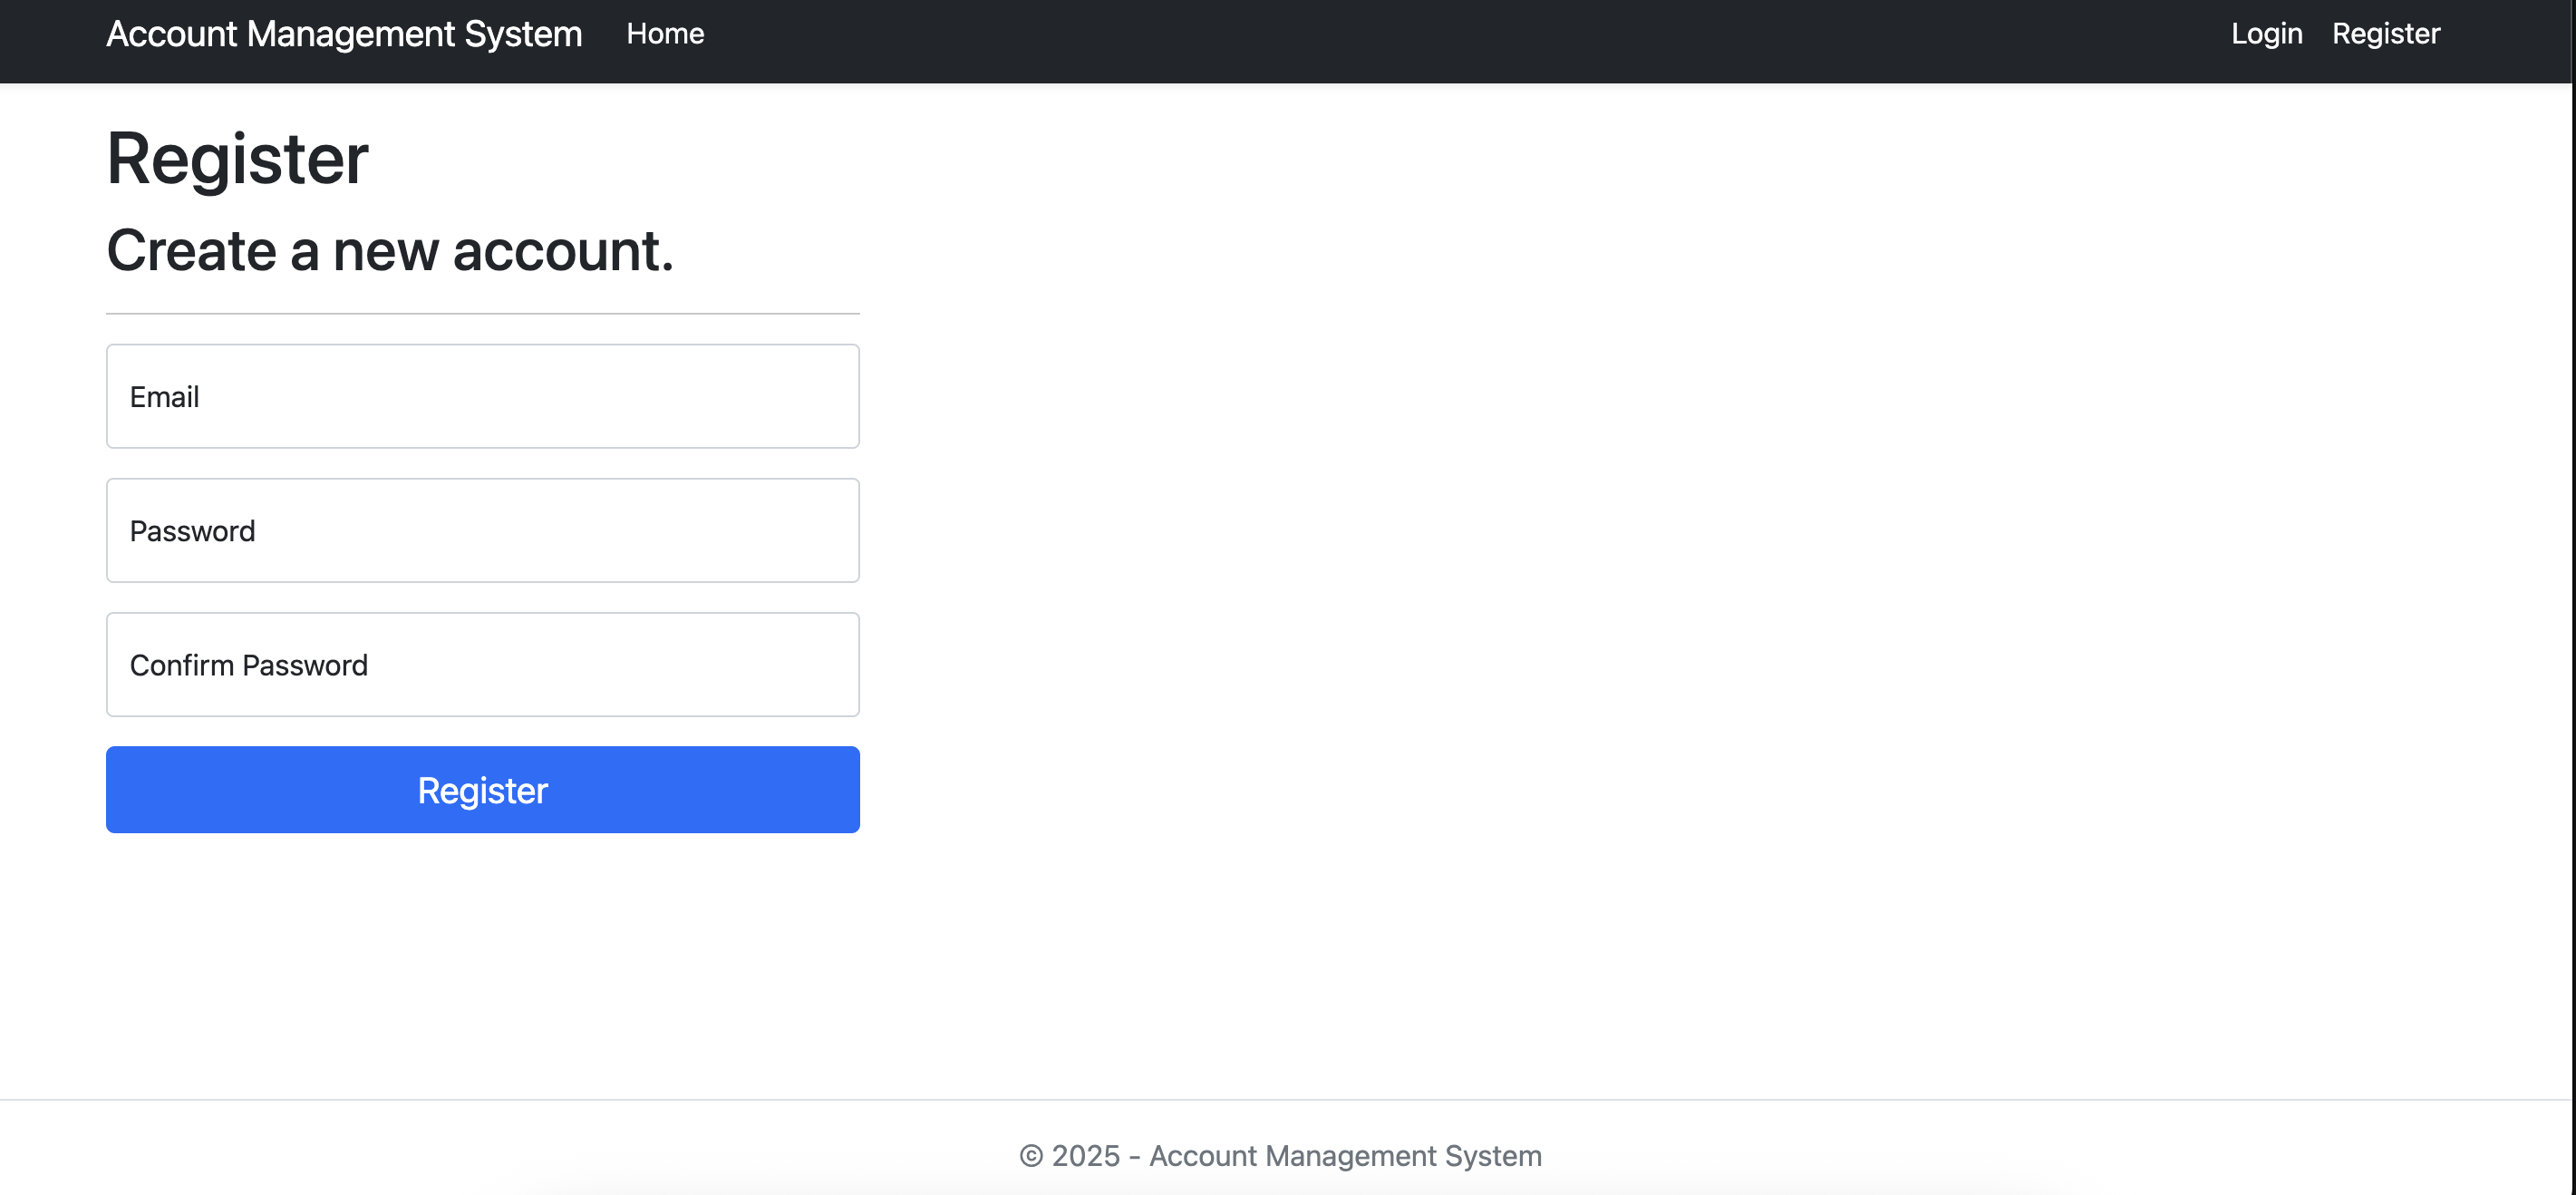 Account Management System Home Login Register
Register
Create a new account.
Email
Password
Confirm Password
Register
© 2025 - Account Management System